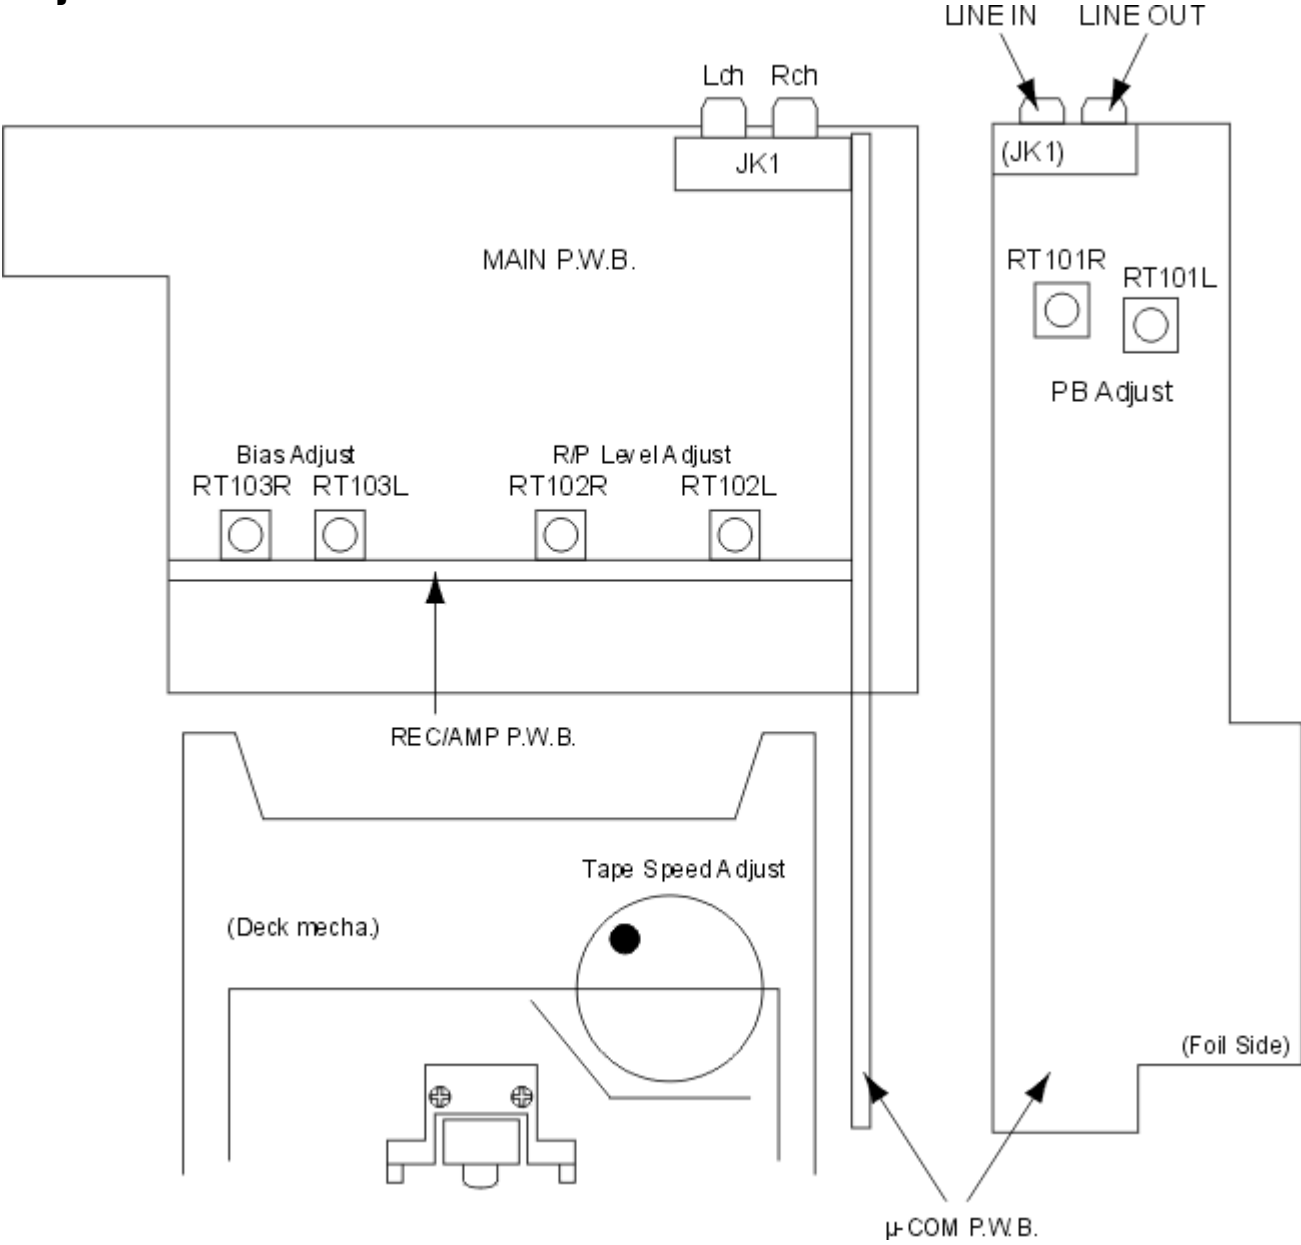 LINE IN LINE OUT
Lch Rch
JK1
(JK1)
MAIN P.W.B.
RT101R
RT101L
PB Adjust
Bias Adjust
R/P Level Adjust
RT103R RT103L
RT102R
RT102L
REC/AMP P.W.B.
Tape Speed Adjust
(Deck mecha.)
(Foil Side)
µ-COM P.W.B.